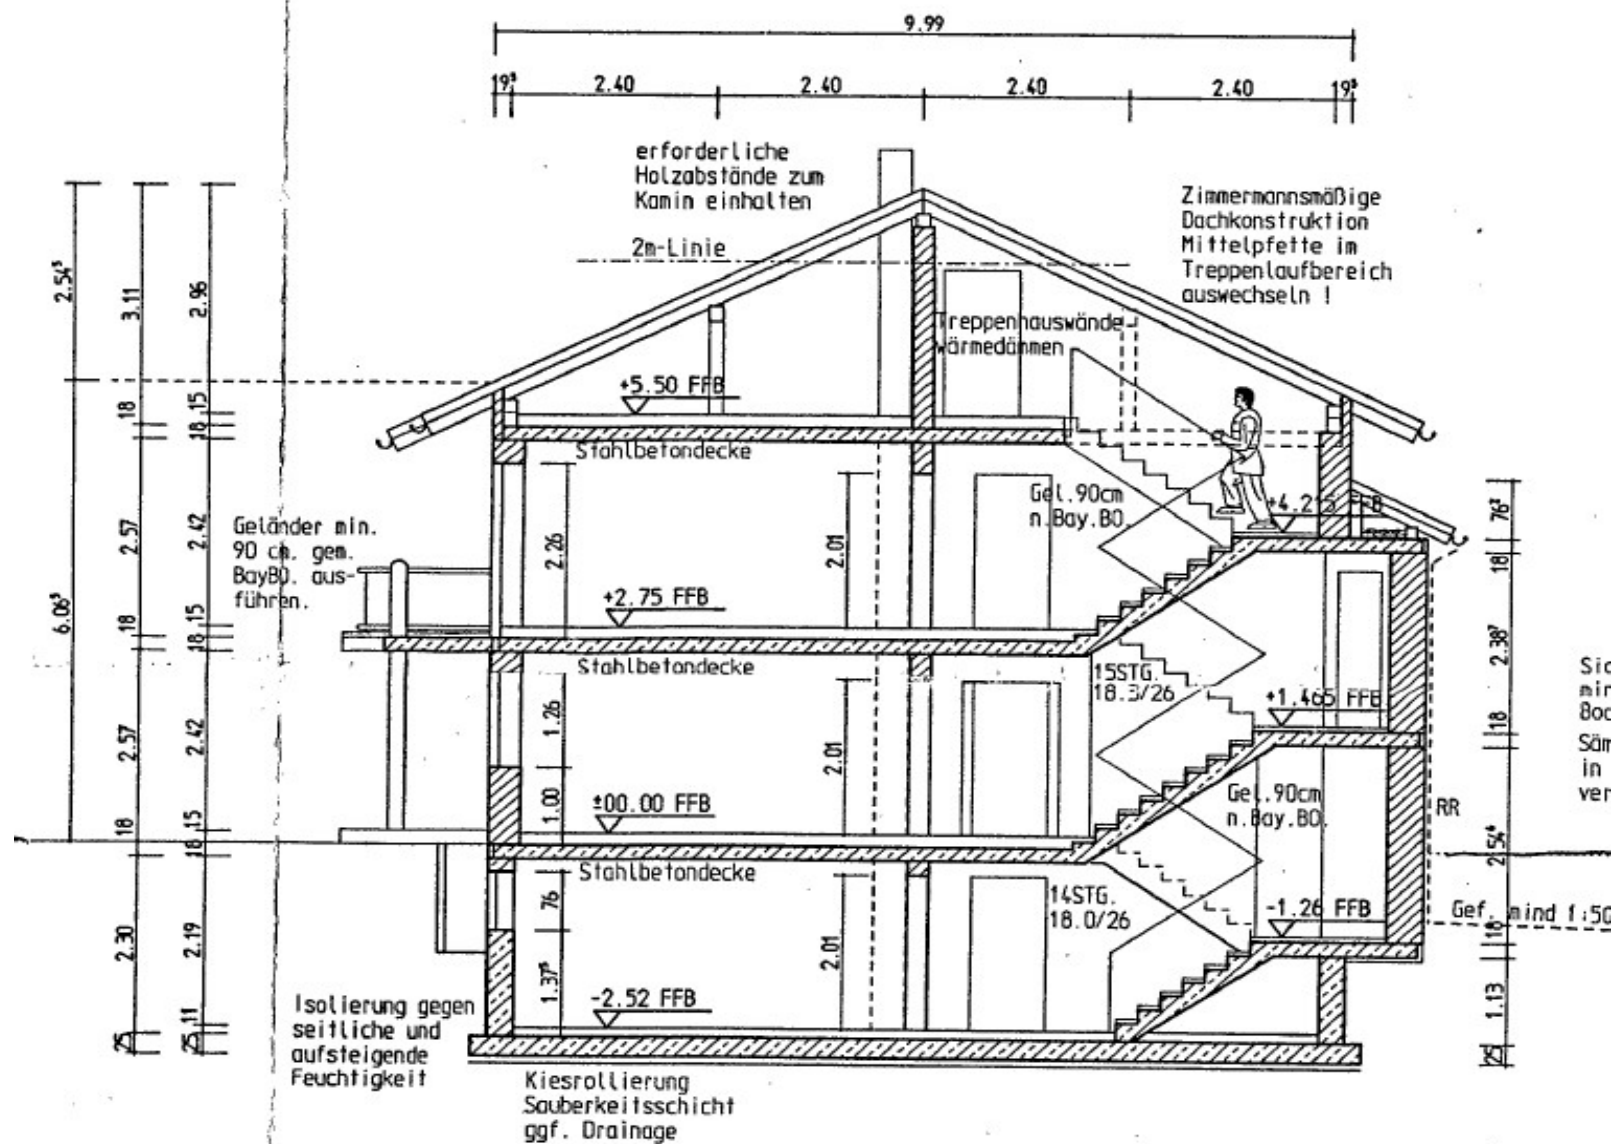 9.99
19⁵ 2.40 2.40 2.40 2.40 19⁵
erforderliche
Holzabstände zum
Kamin einhalten
Zimmermannsmäßige
Dachkonstruktion
Mittelpfette im
Treppenlaufbereich
auswechseln !
2m-Linie
2.54⁵
3.11
2.96
Treppenhauswände
wärmedämmen
+5.50 FFB
18
15
18
Stahlbetondecke
Gel.90cm
n.Bay.BO.
+4.215 FFB
76²
Geländer min.
90 cm. gem.
BayBO. aus-
führen.
2.57
2.42
2.26
2.01
18
6.06⁵
+2.75 FFB
18
15
18
2.38⁷
Stahlbetondecke
15STG.
18.3/26
+1.465 FFB
18
2.57
2.42
1.26
2.01
1.00
±00.00 FFB
Gel.90cm
n.Bay.BO.
RR
18
15
18
2.54⁶
Stahlbetondecke
14STG.
18.0/26
-1.26 FFB
Gef. mind 1:50
18
76
2.30
2.19
2.01
1.37⁵
-2.52 FFB
1.13
Isolierung gegen
seitliche und
aufsteigende
Feuchtigkeit
11
25
25
25
Kiesrollierung
Sauberkeitsschicht
ggf. Drainage
in